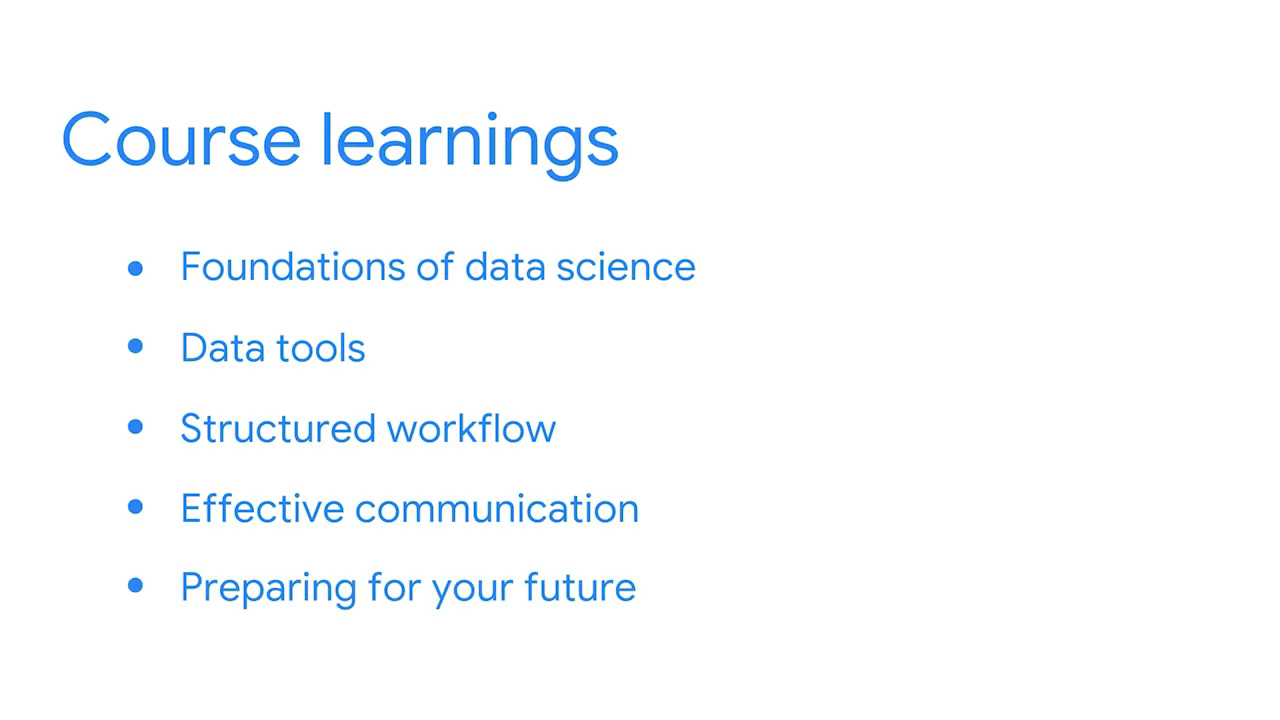 Course learnings
• Foundations of data science
• Data tools
• Structured workflow
• Effective communication
• Preparing for your future